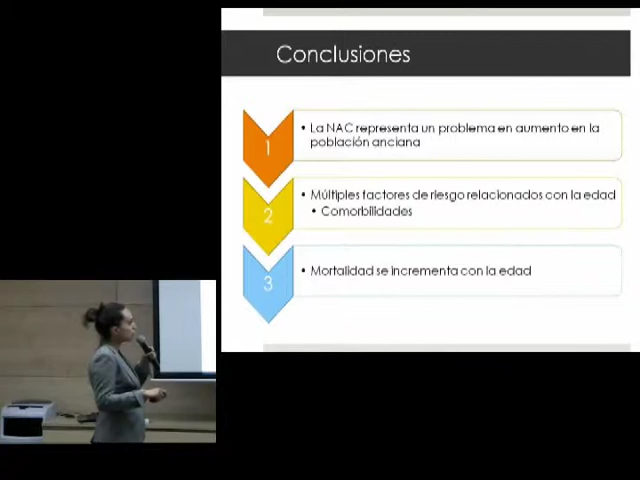 Conclusiones
1
• La NAC representa un problema en aumento en la
población anciana
2
• Múltiples factores de riesgo relacionados con la edad
• Comorbilidades
3
• Mortalidad se incrementa con la edad